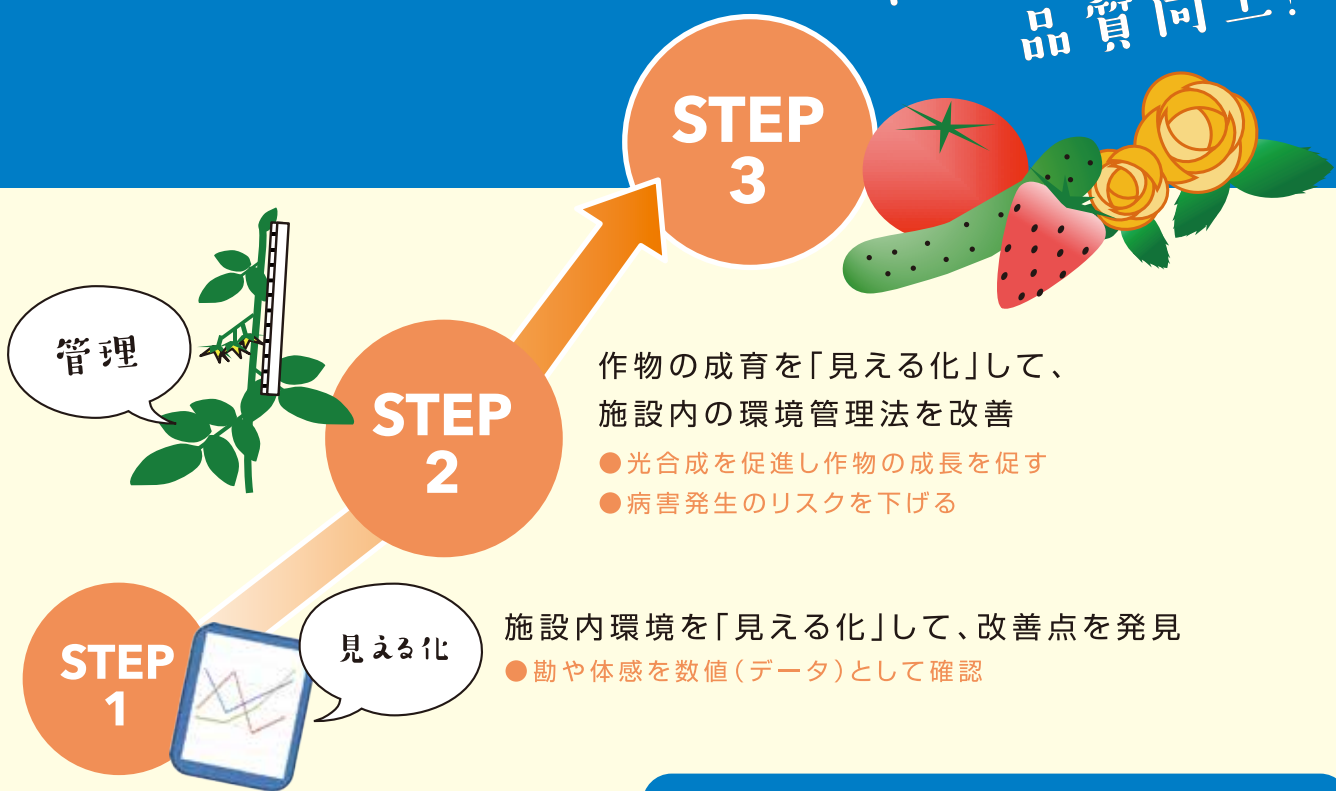 品質向上!
STEP
3
管理
STEP
2
作物の成育を「見える化」して、
施設内の環境管理法を改善
●光合成を促進し作物の成長を促す
●病害発生のリスクを下げる
STEP
1
見える化
施設内環境を「見える化」して、改善点を発見
●勘や体感を数値(データ)として確認